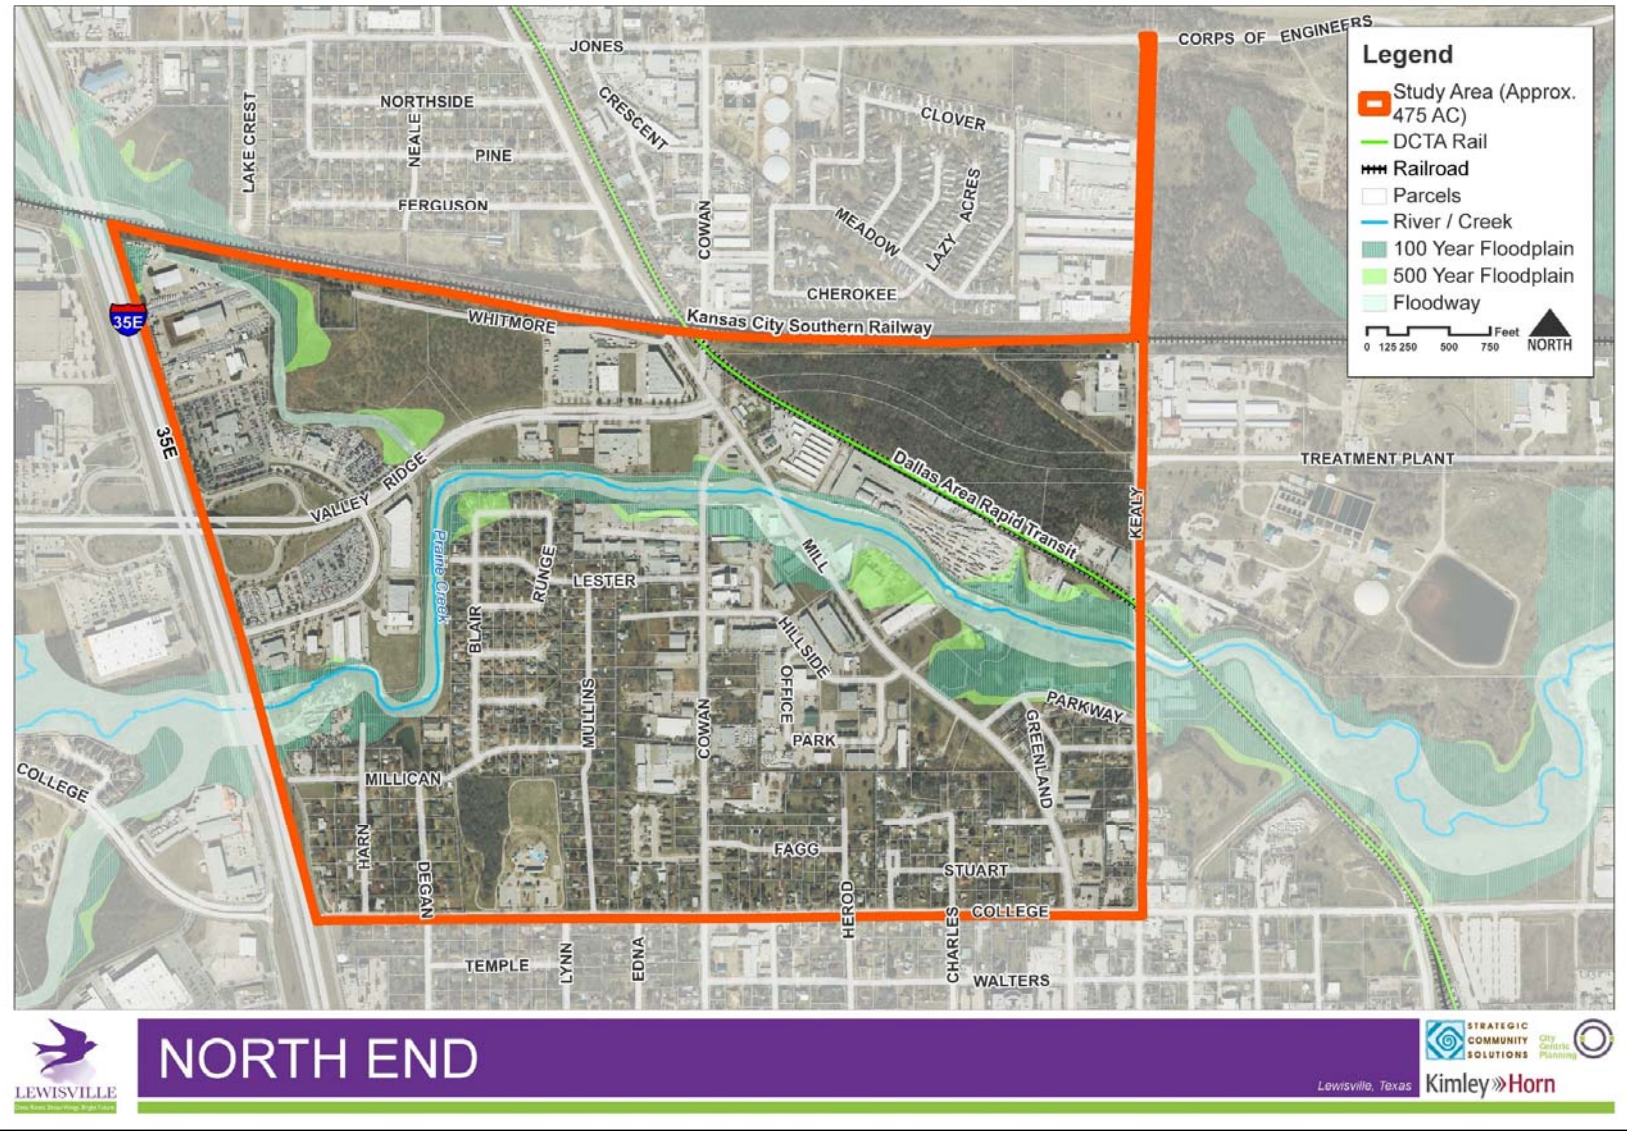 JONES
CORPS OF ENGINEERS
NORTHSIDE
NEALE
LAKECREST
PINE
FERGUSON
CRESCENT
COWAN
CLOVER
MEADOW
LAZY ACRES
CHEROKEE
Legend
Study Area (Approx.
475 AC)
DCTA Rail
Railroad
Parcels
River / Creek
100 Year Floodplain
500 Year Floodplain
Floodway
0 125 250 500 750 Feet
NORTH
35E
WHITMORE
Kansas City Southern Railway
35E
VALLEY RIDGE
Dallas Area Rapid Transit
KEALY
TREATMENT PLANT
Prairie Creek
MILL
RUNGE
LESTER
BLAIR
HILLSIDE
MULLINS
OFFICE
PARK
COWAN
PARKWAY
GREENLAND
COLLEGE
MILLICAN
HARN
DEGAN
FAGG
STUART
HEROD
CHARLES
COLLEGE
TEMPLE
LYNN
EDNA
WALTERS
LEWISVILLE
NORTH END
Lewisville, Texas
STRATEGIC
COMMUNITY
SOLUTIONS
City
Centric
Planning
Kimley»Horn